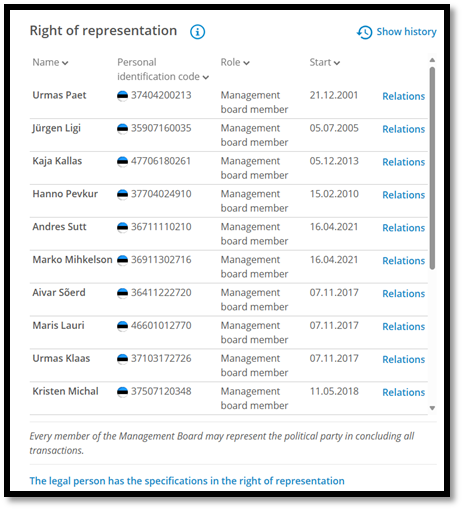 Right of representation
Show history
Name Personal identification code Role Start
Urmas Paet 37404200213 Management board member 21.12.2001 Relations
Jürgen Ligi 35907160035 Management board member 05.07.2005 Relations
Kaja Kallas 47706180261 Management board member 05.12.2013 Relations
Hanno Pevkur 37704024910 Management board member 15.02.2010 Relations
Andres Sutt 36711110210 Management board member 16.04.2021 Relations
Marko Mihkelson 36911302716 Management board member 16.04.2021 Relations
Aivar Sõerd 36411222720 Management board member 07.11.2017 Relations
Maris Lauri 46601012770 Management board member 07.11.2017 Relations
Urmas Klaas 37103172726 Management board member 07.11.2017 Relations
Kristen Michal 37507120348 Management board member 11.05.2018 Relations
Every member of the Management Board may represent the political party in concluding all
transactions.
The legal person has the specifications in the right of representation